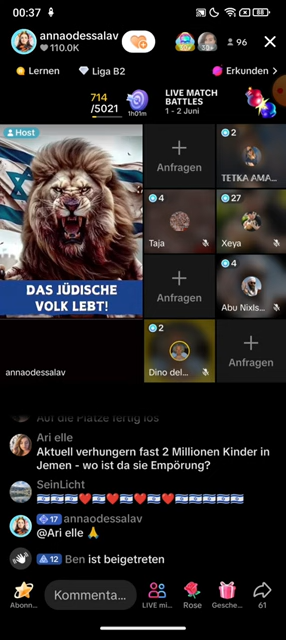 00:37
88
annaodessalav
110.0K
30
96
Lernen
Liga B2
Erkunden
714
/5021
1h01m
LIVE MATCH
BATTLES
1 - 2 Juni
Host
DAS JÜDISCHE
VOLK LEBT!
annaodessalav
Anfragen
2
TETKA AMA...
4
Taja
27
Xeya
Anfragen
4
Abu Nixls...
2
Dino del...
Anfragen
Auf die Plätze fertig los
Ari elle
Aktuell verhungern fast 2 Millionen Kinder in
Jemen - wo ist da sie Empörung?
SeinLicht
🇮🇱🇮🇱🇮🇱🇮🇱❤️🇮🇱❤️🇮🇱❤️🇮🇱❤️🇮🇱🇮🇱🇮🇱🇮🇱🇮🇱
17 annaodessalav
@Ari elle 🙏
12 Ben ist beigetreten
Abonn...
Kommenta...
LIVE mi...
Rose
Gesche...
61